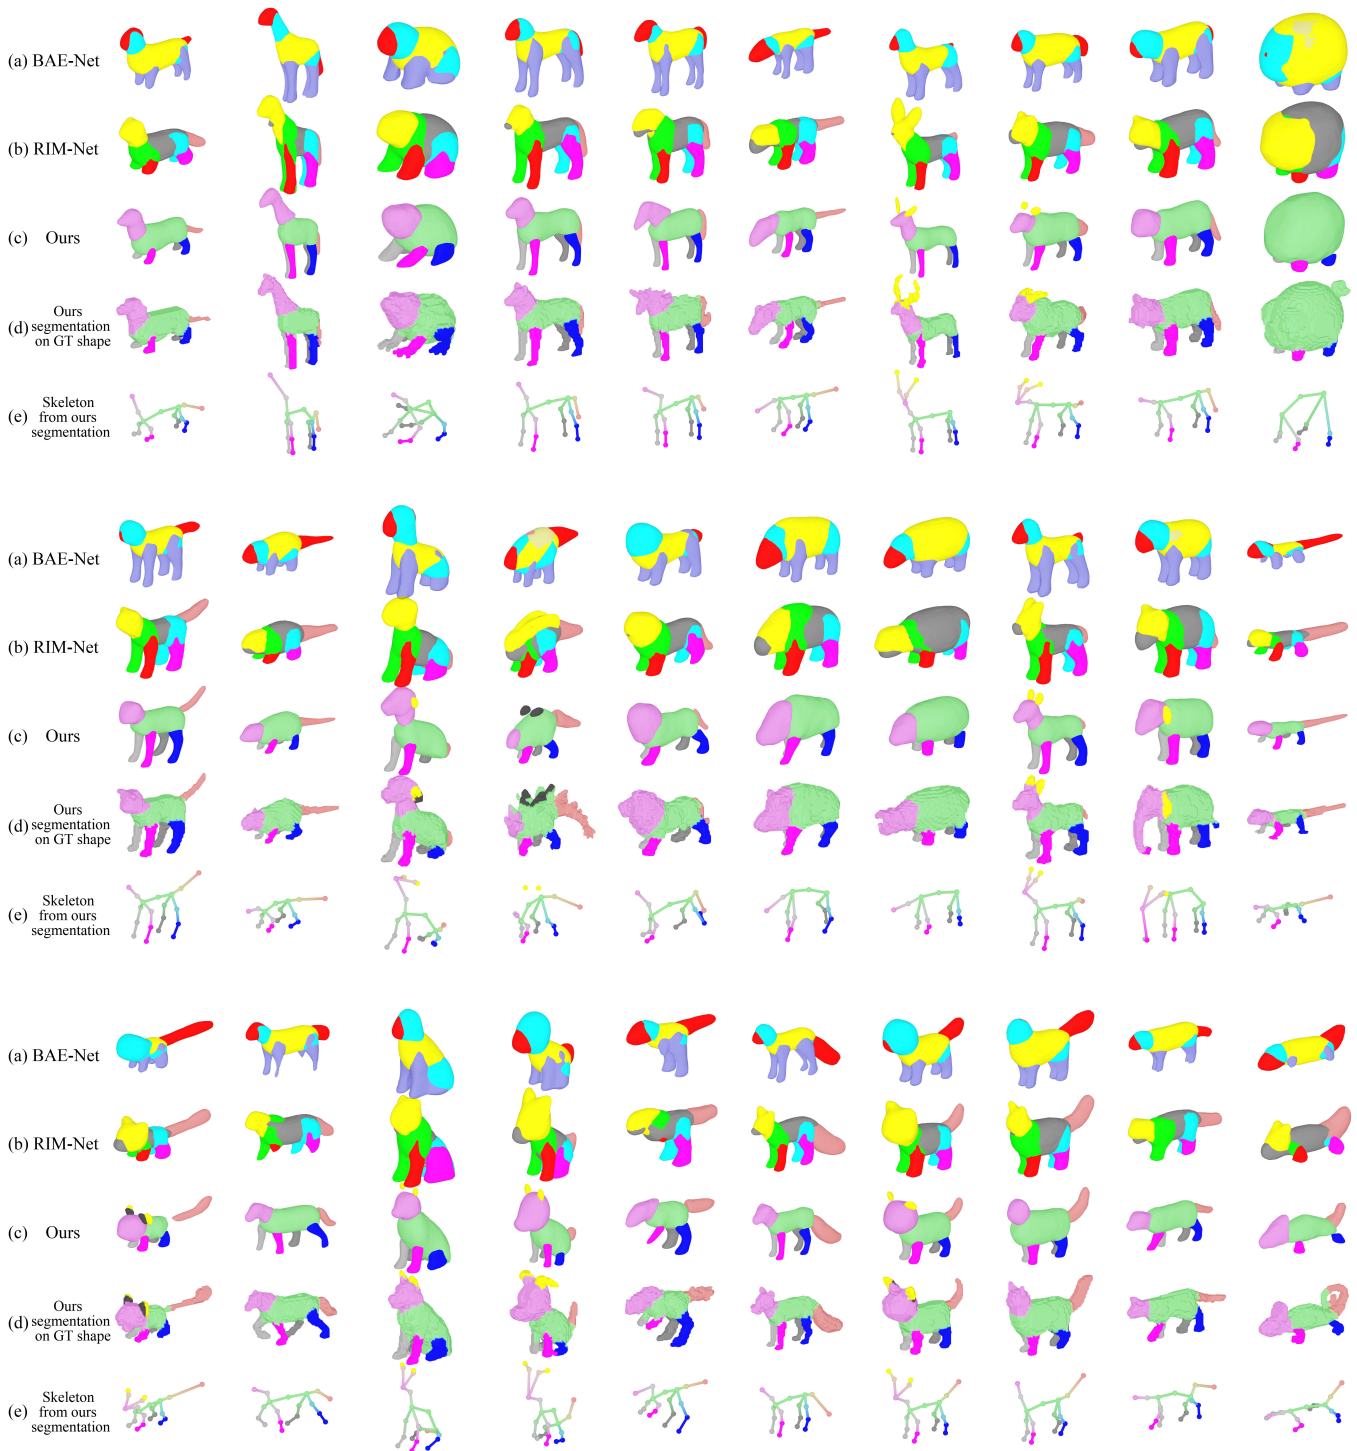 (a) BAE-Net
(b) RIM-Net
(c) Ours
(d) Ours
segmentation
on GT shape
(e) Skeleton
from ours
segmentation
(a) BAE-Net
(b) RIM-Net
(c) Ours
(d) Ours
segmentation
on GT shape
(e) Skeleton
from ours
segmentation
(a) BAE-Net
(b) RIM-Net
(c) Ours
(d) Ours
segmentation
on GT shape
(e) Skeleton
from ours
segmentation